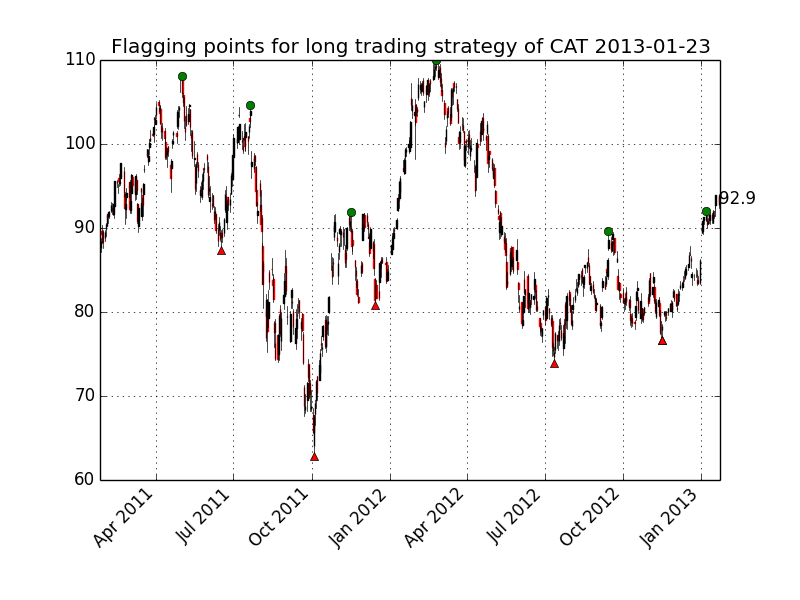 Flagging points for long trading strategy of CAT 2013-01-23
110
100
90
80
70
60
92.9
Apr 2011
Jul 2011
Oct 2011
Jan 2012
Apr 2012
Jul 2012
Oct 2012
Jan 2013